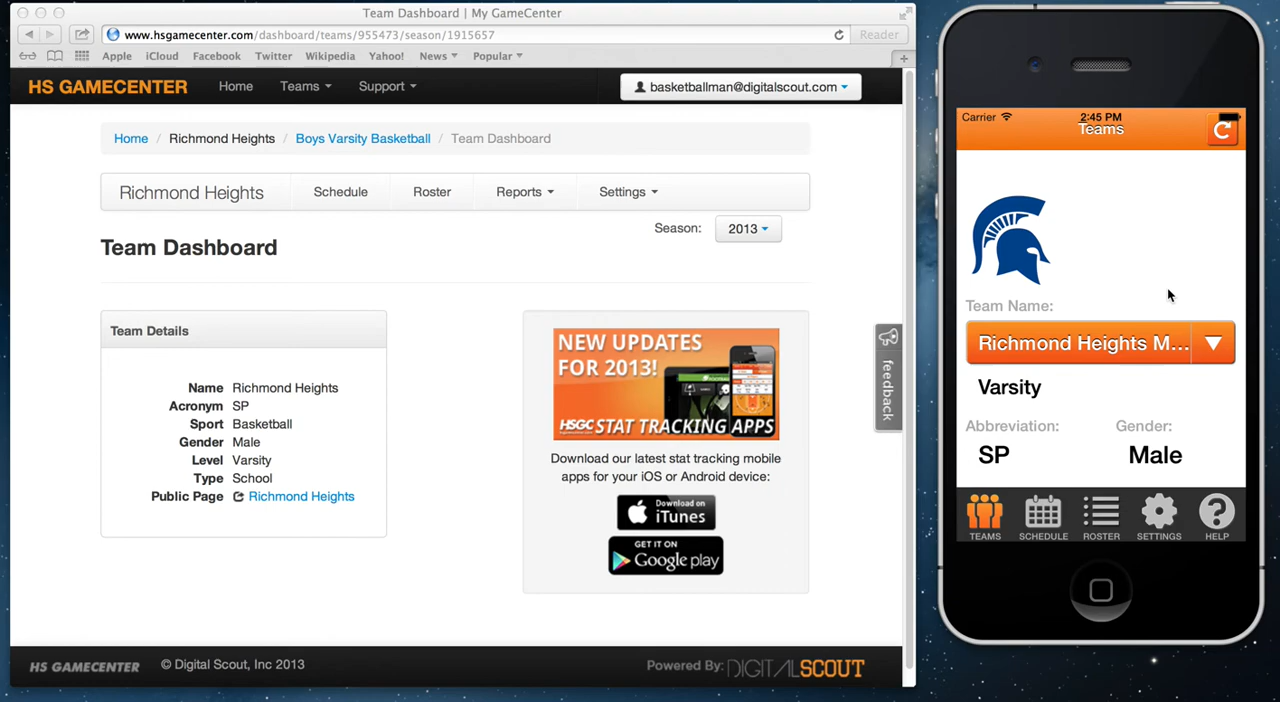 Team Dashboard | My GameCenter
www.hsgamecenter.com/dashboard/teams/955473/season/1915657
Reader
Apple iCloud Facebook Twitter Wikipedia Yahoo! News Popular
HS GAMECENTER Home Teams Support basketballman@digitalscout.com
Home / Richmond Heights / Boys Varsity Basketball / Team Dashboard
Richmond Heights Schedule Roster Reports Settings
Season: 2013
Team Dashboard
Team Details
Name Richmond Heights
Acronym SP
Sport Basketball
Gender Male
Level Varsity
Type School
Public Page Richmond Heights
NEW UPDATES
FOR 2013!
HSGC STAT TRACKING APPS
Download our latest stat tracking mobile
apps for your iOS or Android device:
Download on
iTunes
GET IT ON
Google play
feedback
HS GAMECENTER © Digital Scout, Inc 2013 Powered By: DIGITALSCOUT
Carrier 2:45 PM
Teams
Team Name:
Richmond Heights M...
Varsity
Abbreviation: Gender:
SP Male
TEAMS SCHEDULE ROSTER SETTINGS HELP